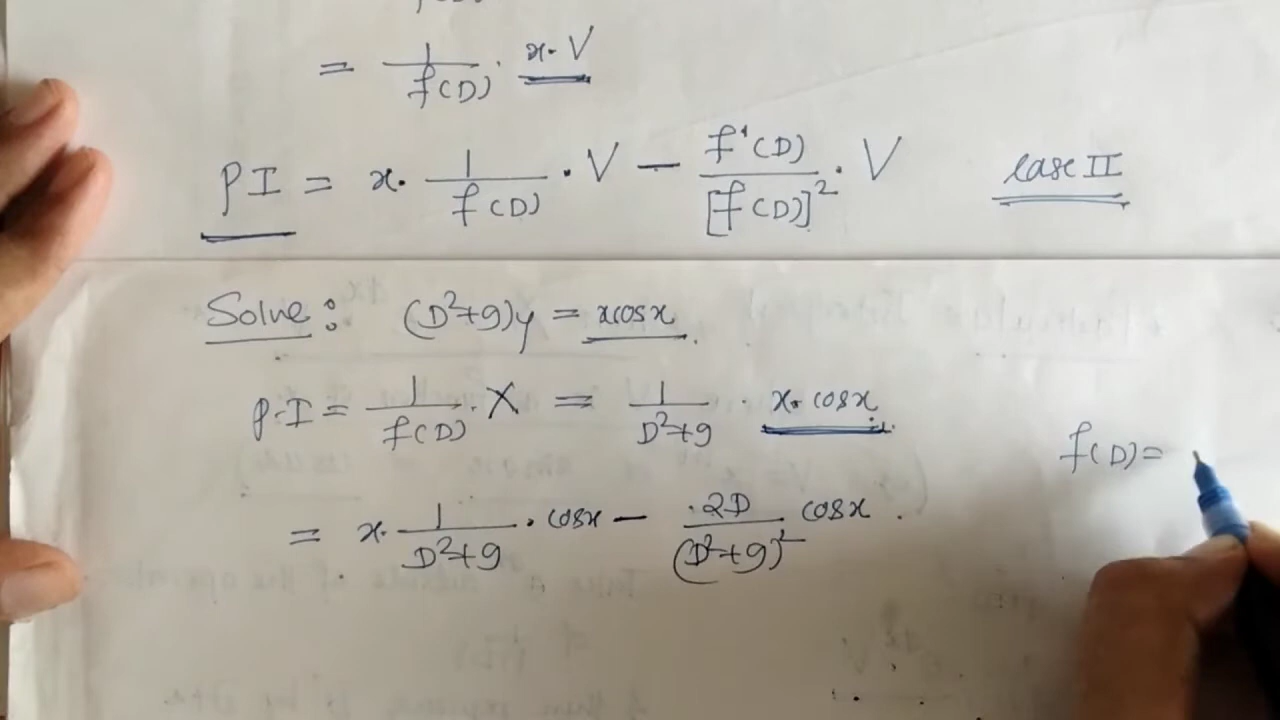 = 1/f(D) · x· V
PI = x· 1/f(D) · V − f'(D)/[f(D)]² · V case II
Solve : (D²+9)y = xcosx.
P·I = 1/f(D) · X = 1/D²+9 · x·cosx
f(D) =
= x· 1/D²+9 · cosx − 2D/(D²+9)² cosx .